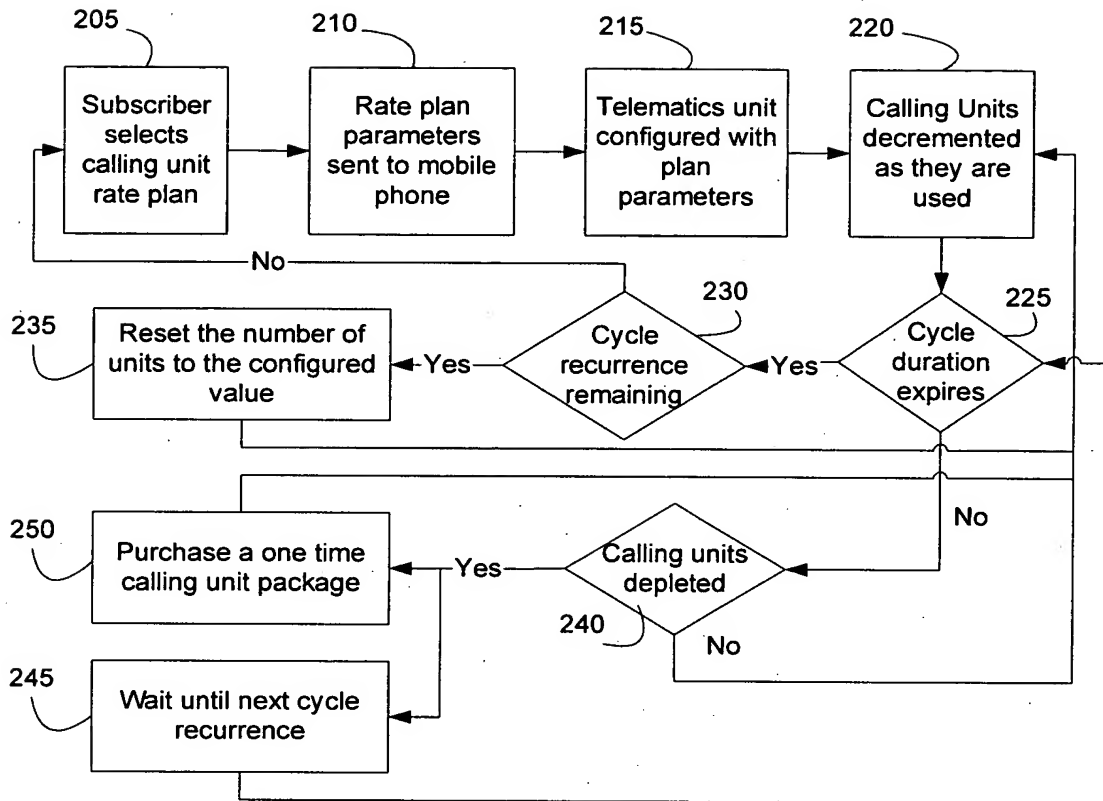 205
210
215
220
Subscriber
selects
calling unit
rate plan
Rate plan
parameters
sent to mobile
phone
Telematics unit
configured with
plan
parameters
Calling Units
decremented
as they are
used
No
230
225
235
Reset the number of
units to the configured
value
Yes
Cycle
recurrence
remaining
Yes
Cycle
duration
expires
No
250
Purchase a one time
calling unit package
Yes
Calling units
depleted
240
No
245
Wait until next cycle
recurrence